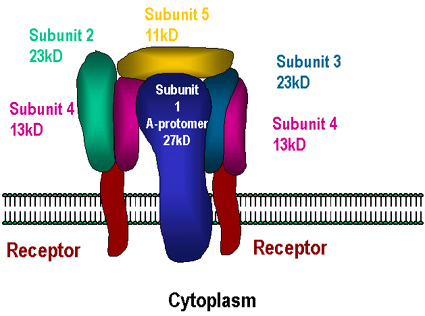 Subunit 5
11kD
Subunit 2
23kD
Subunit 3
23kD
Subunit
1
A-protomer
27kD
Subunit 4
13kD
Subunit 4
13kD
Receptor
Receptor
Cytoplasm